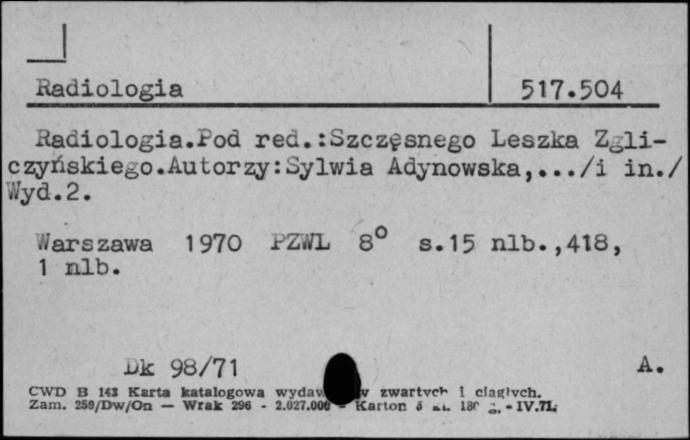 Radiologia 517.504
Radiologia.Pod red.:Szczęsnego Leszka Zgli-
czyńskiego.Autorzy:Sylwia Adynowska,.../i in./
Wyd.2.
Warszawa 1970 PZWL 8° s.15 nlb.,418,
1 nlb.
Dk 98/71 A.
CWD B 143 Karta katalogowa zwartych i ciągłych.
Zam. 259/Dw/On — Wrak 296 - 2.027.000 - Karton - IV.71.